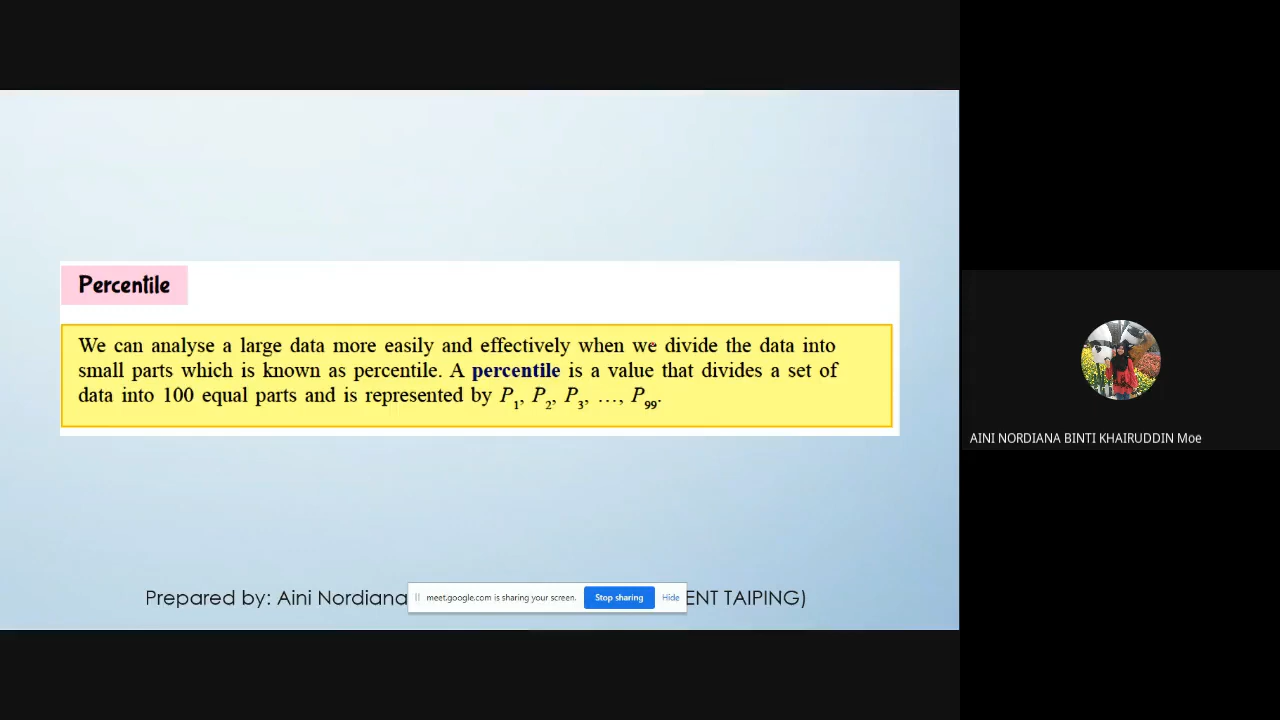 Percentile
We can analyse a large data more easily and effectively when we divide the data into
small parts which is known as percentile. A percentile is a value that divides a set of
data into 100 equal parts and is represented by P₁, P₂, P₃, …, P₉₉.
Prepared by: Aini Nordiana
meet.google.com is sharing your screen.
Stop sharing
Hide
ENT TAIPING)
AINI NORDIANA BINTI KHAIRUDDIN Moe